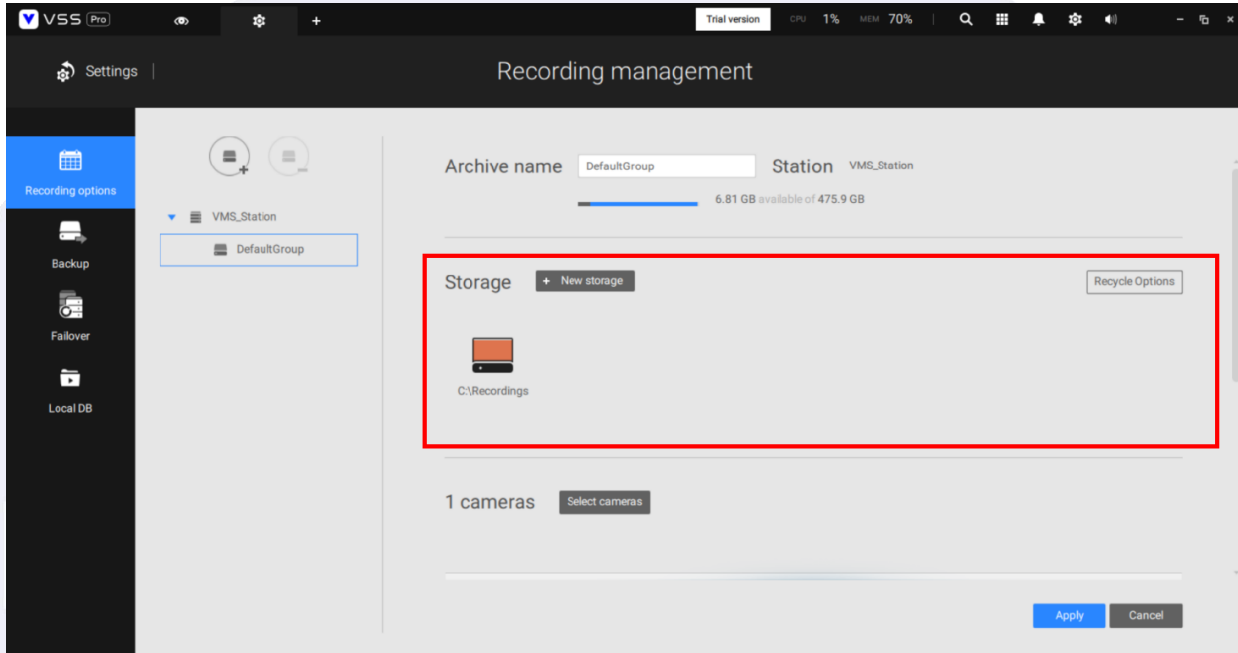 VSS Pro
Trial version
CPU 1% MEM 70%
Settings
Recording management
Recording options
Backup
Failover
Local DB
VMS_Station
DefaultGroup
Archive name DefaultGroup Station VMS_Station
6.81 GB available of 475.9 GB
Storage + New storage Recycle Options
C:\Recordings
1 cameras Select cameras
Apply Cancel